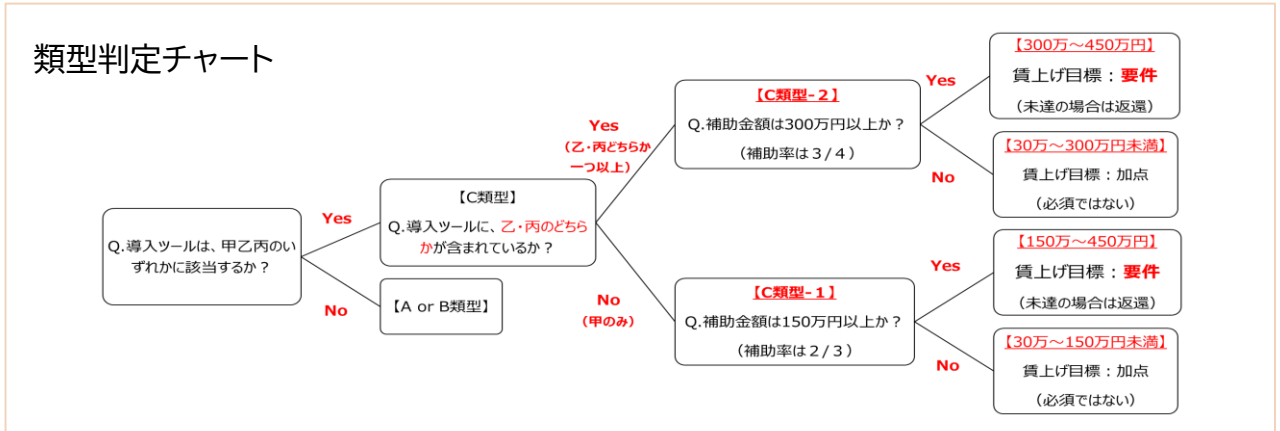 類型判定チャート
Q.導入ツールは、甲乙丙のい
ずれかに該当するか？
Yes
No
【C類型】
Q.導入ツールに、乙・丙のどちら
かが含まれているか？
【A or B類型】
Yes
（乙・丙どちらか
一つ以上）
No
（甲のみ）
【C類型-２】
Q.補助金額は300万円以上か？
（補助率は３/４）
Yes
No
【C類型-１】
Q.補助金額は150万円以上か？
（補助率は２/３）
Yes
No
【300万～450万円】
賃上げ目標：要件
（未達の場合は返還）
【30万～300万円未満】
賃上げ目標：加点
（必須ではない）
【150万～450万円】
賃上げ目標：要件
（未達の場合は返還）
【30万～150万円未満】
賃上げ目標：加点
（必須ではない）